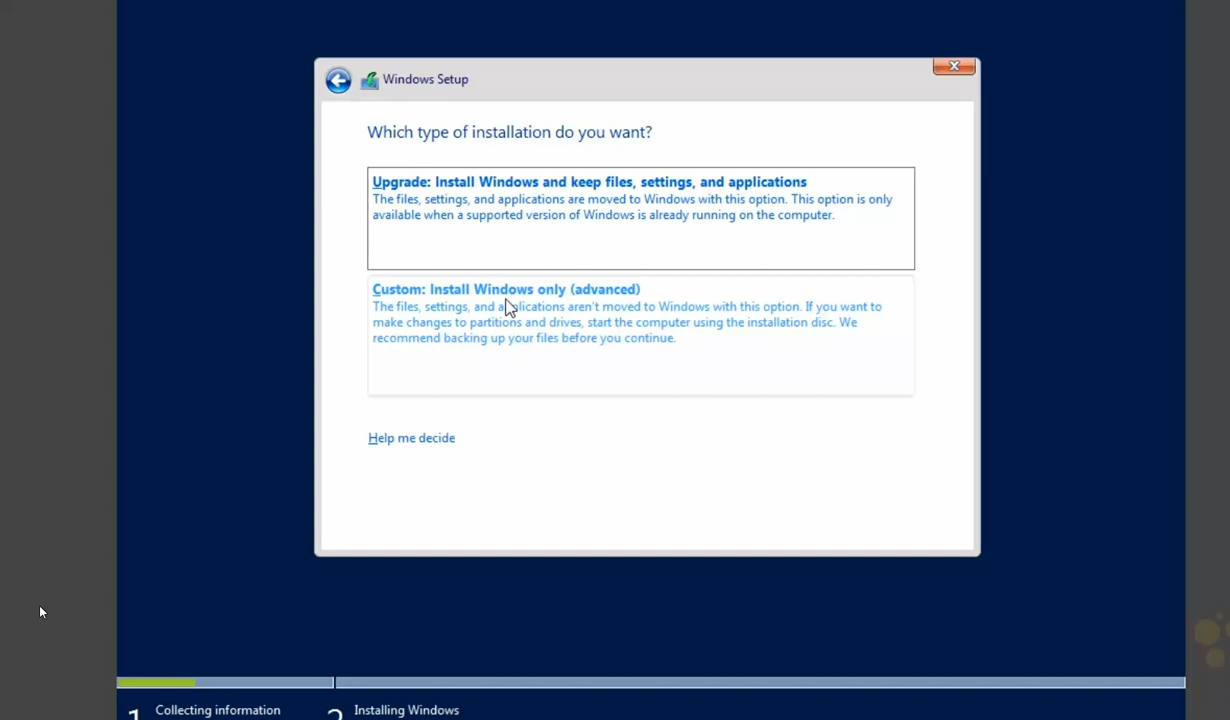 Windows Setup
Which type of installation do you want?
Upgrade: Install Windows and keep files, settings, and applications
The files, settings, and applications are moved to Windows with this option. This option is only
available when a supported version of Windows is already running on the computer.
Custom: Install Windows only (advanced)
The files, settings, and applications aren't moved to Windows with this option. If you want to
make changes to partitions and drives, start the computer using the installation disc. We
recommend backing up your files before you continue.
Help me decide
1 Collecting information
2 Installing Windows